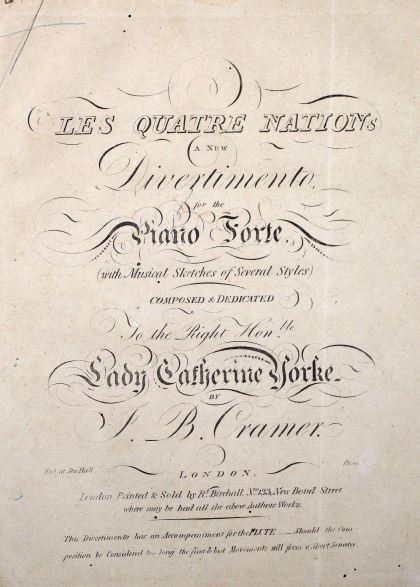 LES QUATRE NATIONS
A NEW
Divertimento,
for the
Piano Forte,
(with Musical Sketches of Several Styles)
COMPOSED & DEDICATED
To the Right Honble
Lady Catherine Yorke
BY
J. B. Cramer.
Ent. at Sta. Hall.
LONDON,
London, Printed & Sold by Rt. Birchall, No. 133, New Bond Street
where may be had all the above Authors Works.
This Divertimento has an Accompaniment for the FLUTE — Should the Com
position be Considered too long the first & last Movements will form a Short Sonata.